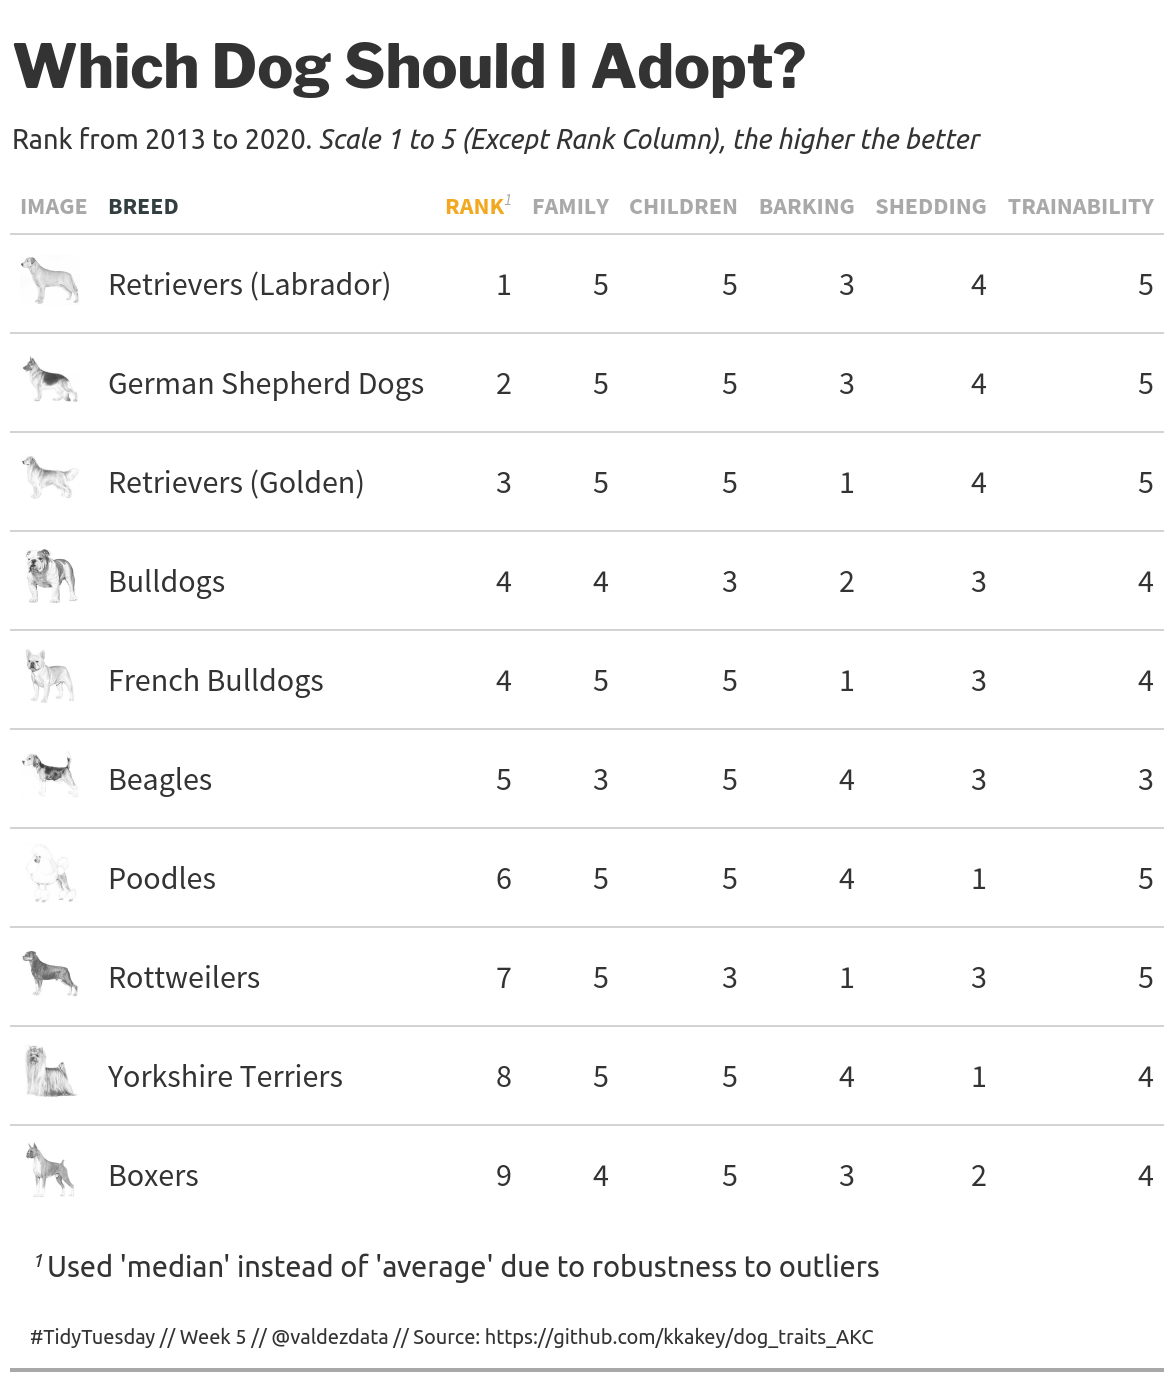 Which Dog Should I Adopt?
Rank from 2013 to 2020. Scale 1 to 5 (Except Rank Column), the higher the better
IMAGE BREED RANK1 FAMILY CHILDREN BARKING SHEDDING TRAINABILITY
Retrievers (Labrador) 1 5 5 3 4 5
German Shepherd Dogs 2 5 5 3 4 5
Retrievers (Golden) 3 5 5 1 4 5
Bulldogs 4 4 3 2 3 4
French Bulldogs 4 5 5 1 3 4
Beagles 5 3 5 4 3 3
Poodles 6 5 5 4 1 5
Rottweilers 7 5 3 1 3 5
Yorkshire Terriers 8 5 5 4 1 4
Boxers 9 4 5 3 2 4
1 Used 'median' instead of 'average' due to robustness to outliers
#TidyTuesday // Week 5 // @valdezdata // Source: https://github.com/kkakey/dog_traits_AKC